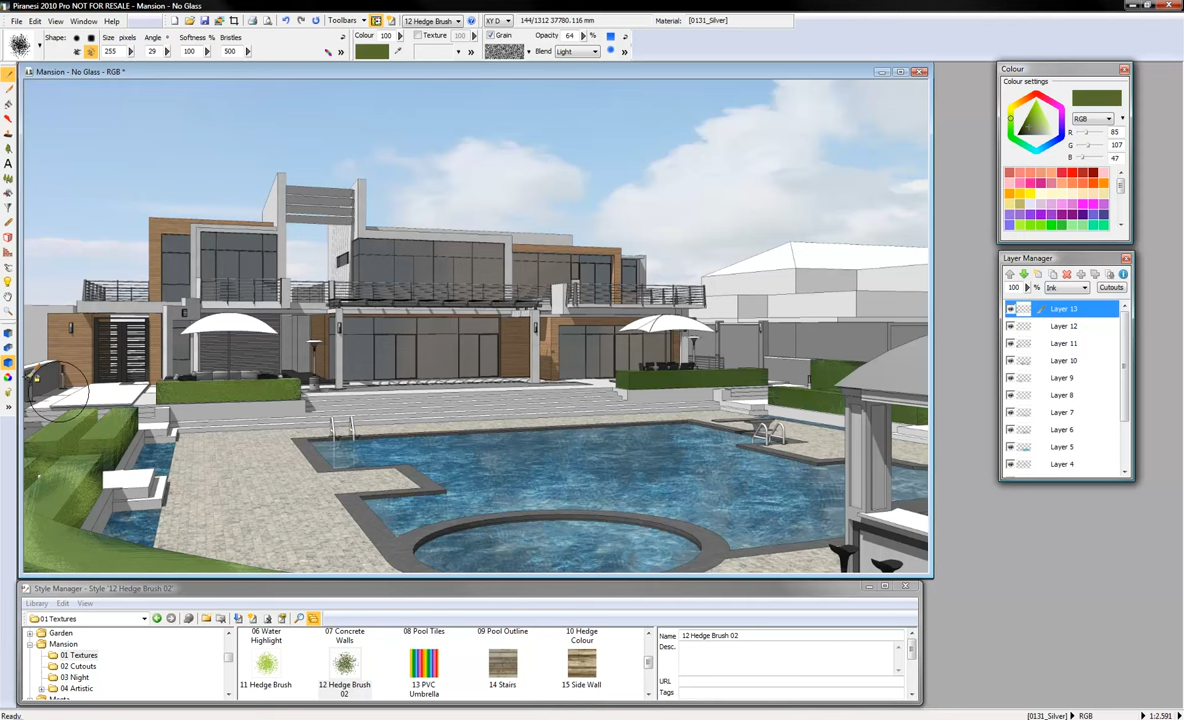 Piranesi 2010 Pro NOT FOR RESALE - Mansion - No Glass
File Edit View Window Help Toolbars 12 Hedge Brush XY D 144/1312 37780.116 mm Material: [0131_Silver]
Shape: Size pixels Angle ° Softness % Bristles Colour 100 Texture 100 Grain Opacity 64
255 29 100 500 Blend Light
Mansion - No Glass - RGB *
Colour
Colour settings
RGB
R 85
G 107
B 47
Layer Manager
100 % Ink Cutouts
Layer 13
Layer 12
Layer 11
Layer 10
Layer 9
Layer 8
Layer 7
Layer 6
Layer 5
Layer 4
A
Style Manager - Style '12 Hedge Brush 02'
Library Edit View
01 Textures
Garden
Mansion
01 Textures
02 Cutouts
03 Night
04 Artistic
06 Water Highlight
07 Concrete Walls
08 Pool Tiles
09 Pool Outline
10 Hedge Colour
11 Hedge Brush
12 Hedge Brush 02
13 PVC Umbrella
14 Stairs
15 Side Wall
Name 12 Hedge Brush 02
Desc.
URL
Tags
Ready [0131_Silver] RGB 1:2.591